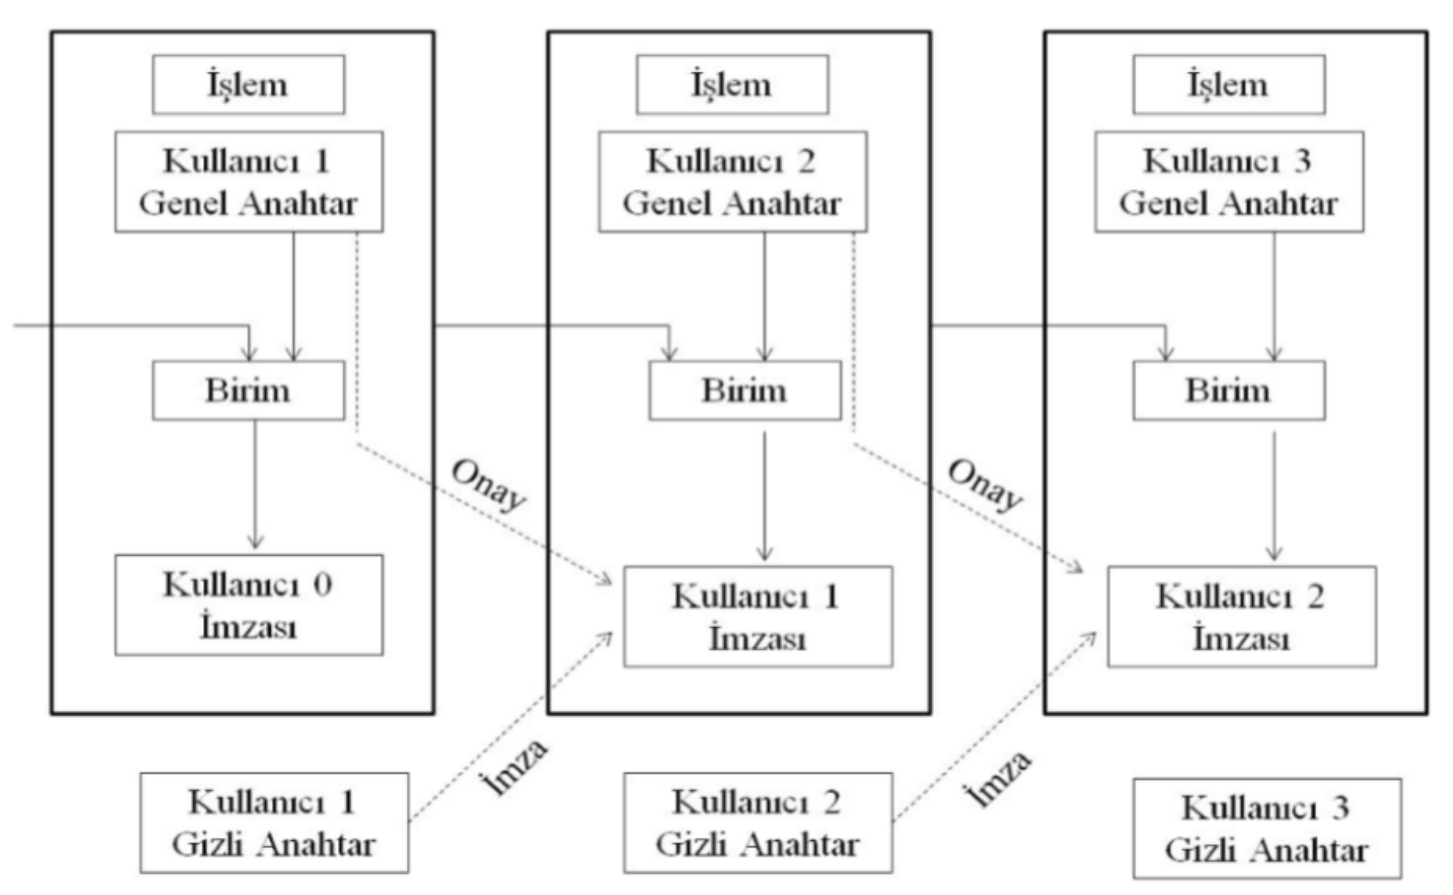 İşlem
Kullanıcı 1
Genel Anahtar
Birim
Kullanıcı 0
İmzası
İşlem
Kullanıcı 2
Genel Anahtar
Birim
Kullanıcı 1
İmzası
İşlem
Kullanıcı 3
Genel Anahtar
Birim
Kullanıcı 2
İmzası
Onay
Onay
İmza
İmza
Kullanıcı 1
Gizli Anahtar
Kullanıcı 2
Gizli Anahtar
Kullanıcı 3
Gizli Anahtar